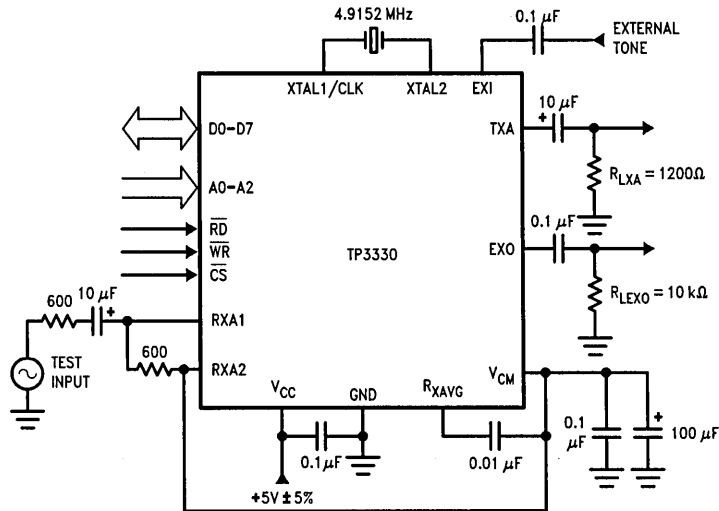 4.9152 MHz
0.1 μF
EXTERNAL
TONE
XTAL1/CLK
XTAL2
EXI
D0-D7
TXA
10 μF
+
R_LXA = 1200Ω
A0-A2
RD
WR
CS
TP3330
EXO
0.1 μF
R_LEXO = 10 kΩ
600
10 μF
+
RXA1
TEST
INPUT
600
RXA2
V_CC
GND
R_XAVG
V_CM
0.1 μF
0.01 μF
0.1
μF
+
100 μF
+5V ± 5%